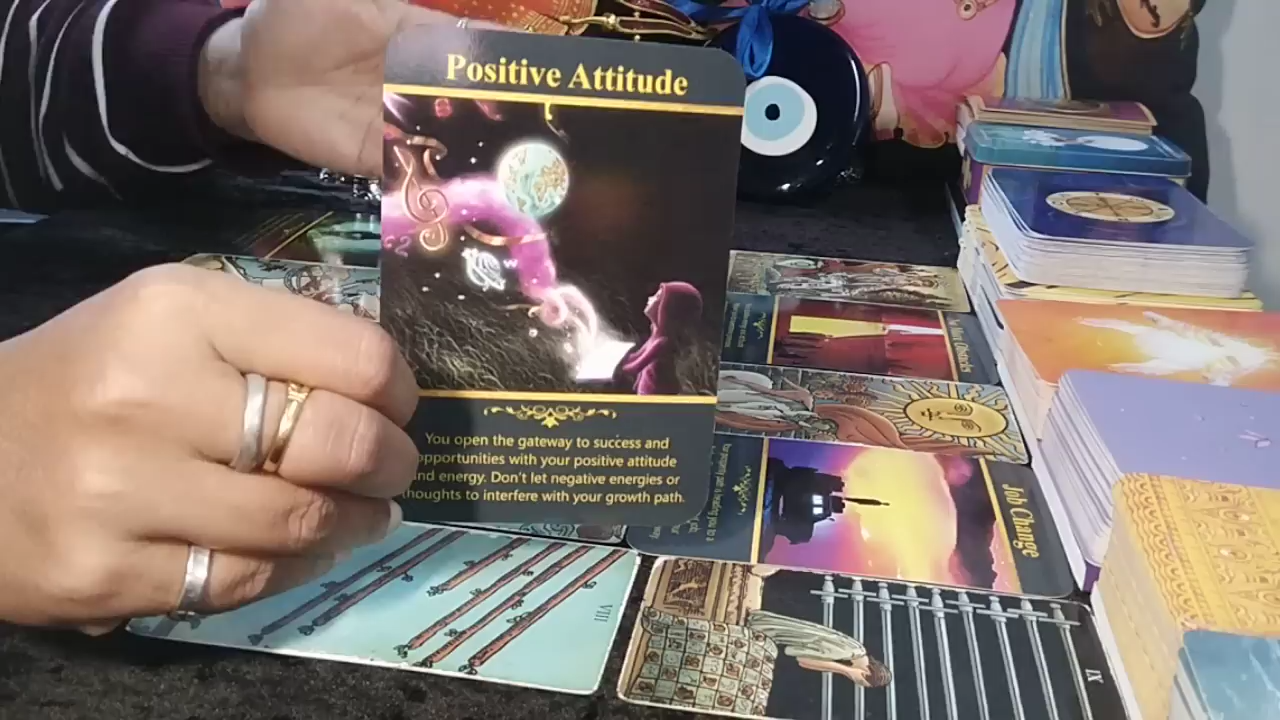 Positive Attitude
You open the gateway to success and
opportunities with your positive attitude
and energy. Don't let negative energies or
thoughts to interfere with your growth path.
Job Change
VIII
IX